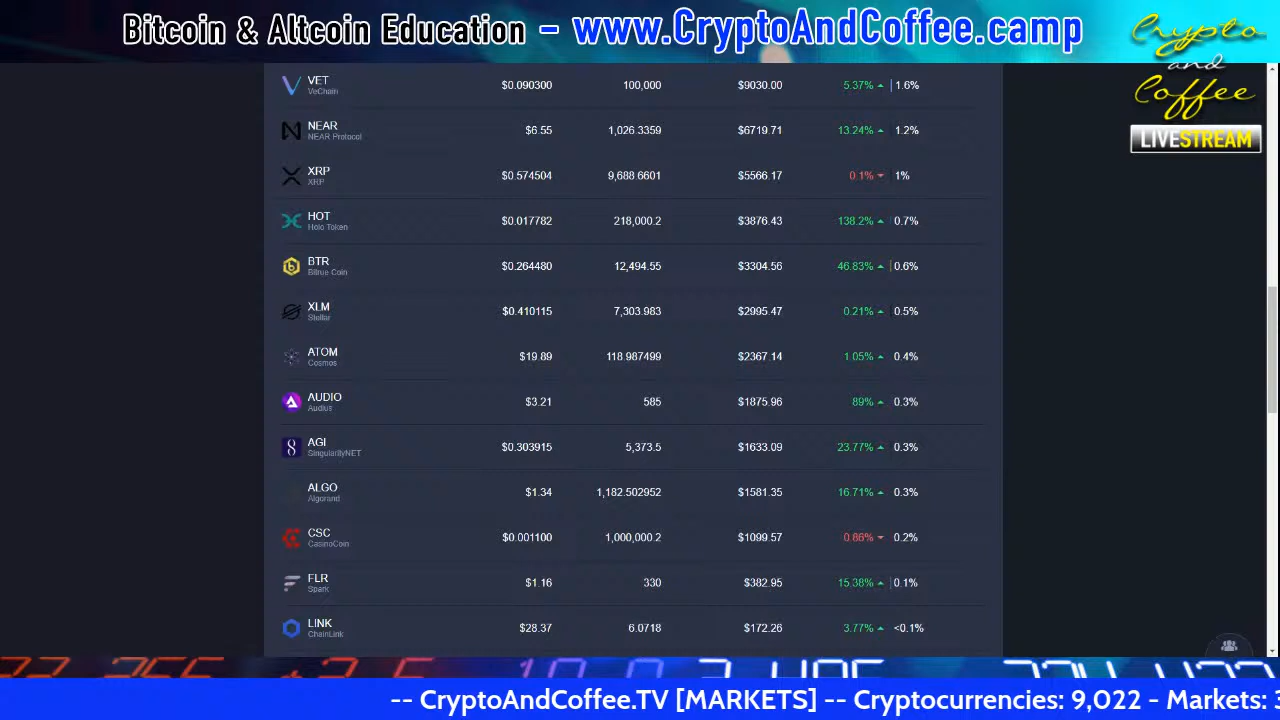 Bitcoin & Altcoin Education – www.CryptoAndCoffee.camp
Crypto
and
Coffee
LIVESTREAM
VET $0.090300 100,000 $9030.00 5.37% 1.6%
VeChain
NEAR $6.55 1,026.3359 $6719.71 13.24% 1.2%
NEAR Protocol
XRP $0.574504 9,688.6601 $5566.17 0.1% 1%
XRP
HOT $0.017782 218,000.2 $3876.43 138.2% 0.7%
Holo Token
BTR $0.264480 12,494.55 $3304.56 46.83% 0.6%
Bitrue Coin
XLM $0.410115 7,303.983 $2995.47 0.21% 0.5%
Stellar
ATOM $19.89 118.987499 $2367.14 1.05% 0.4%
Cosmos
AUDIO $3.21 585 $1875.96 89% 0.3%
Audius
AGI $0.303915 5,373.5 $1633.09 23.77% 0.3%
SingularityNET
ALGO $1.34 1,182.502952 $1581.35 16.71% 0.3%
Algorand
CSC $0.001100 1,000,000.2 $1099.57 0.86% 0.2%
CasinoCoin
FLR $1.16 330 $382.95 15.38% 0.1%
Spark
LINK $28.37 6.0718 $172.26 3.77% <0.1%
ChainLink
-- CryptoAndCoffee.TV [MARKETS] -- Cryptocurrencies: 9,022 - Markets: